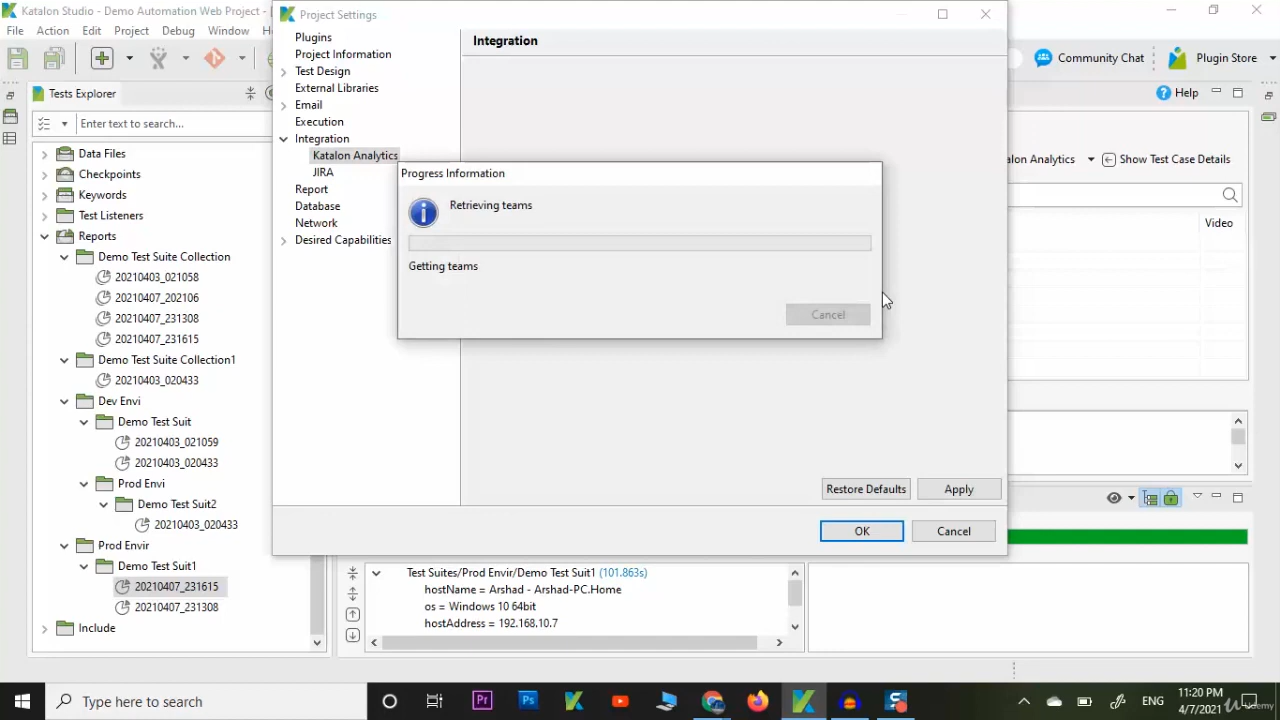 Katalon Studio - Demo Automation Web Project -
Project Settings
File Action Edit Project Debug Window
Community Chat
Plugin Store
Tests Explorer
Help
Enter text to search...
Data Files
Checkpoints
Keywords
Test Listeners
Reports
Demo Test Suite Collection
20210403_021058
20210407_202106
20210407_231308
20210407_231615
Demo Test Suite Collection1
20210403_020433
Dev Envi
Demo Test Suit
20210403_021059
20210403_020433
Prod Envi
Demo Test Suit2
20210403_020433
Prod Envir
Demo Test Suit1
20210407_231615
20210407_231308
Include
Plugins
Project Information
Test Design
External Libraries
Email
Execution
Integration
Katalon Analytics
JIRA
Report
Database
Network
Desired Capabilities
Integration
Progress Information
Retrieving teams
Getting teams
Cancel
Restore Defaults
Apply
OK
Cancel
alon Analytics
Show Test Case Details
Video
Test Suites/Prod Envir/Demo Test Suit1 (101.863s)
hostName = Arshad - Arshad-PC.Home
os = Windows 10 64bit
hostAddress = 192.168.10.7
Type here to search
Pr
Ps
ENG
11:20 PM
4/7/2021
Udemy